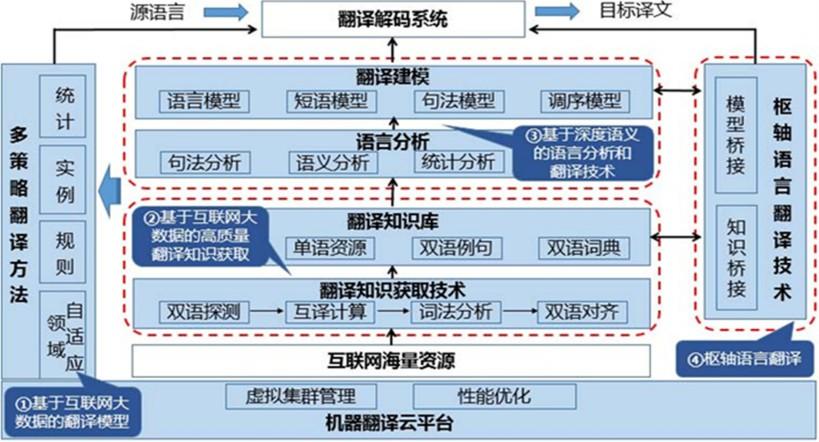 源语言
翻译解码系统
目标译文
多策略翻译方法
统计
实例
规则
领域
自适应
翻译建模
语言模型
短语模型
句法模型
调序模型
语言分析
句法分析
语义分析
统计分析
③基于深度语义
的语言分析和
翻译技术
②基于互联网大
数据的高质量
翻译知识获取
翻译知识库
单语资源
双语例句
双语词典
翻译知识获取技术
双语探测
互译计算
词法分析
双语对齐
互联网海量资源
模型桥接
知识桥接
枢轴语言翻译技术
④枢轴语言翻译
①基于互联网大
数据的翻译模型
虚拟集群管理
性能优化
机器翻译云平台